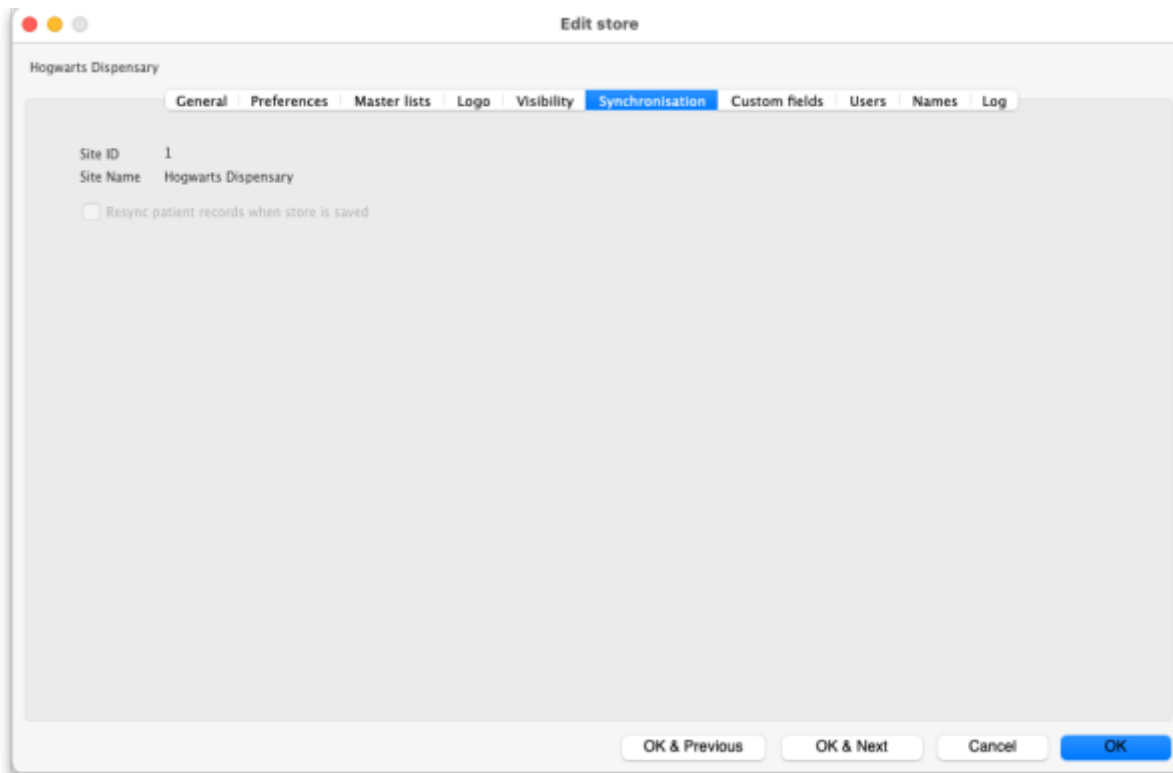 Edit store
Hogwarts Dispensary
General Preferences Master lists Logo Visibility Synchronisation Custom fields Users Names Log
Site ID 1
Site Name Hogwarts Dispensary
Resync patient records when store is saved
OK & Previous OK & Next Cancel OK